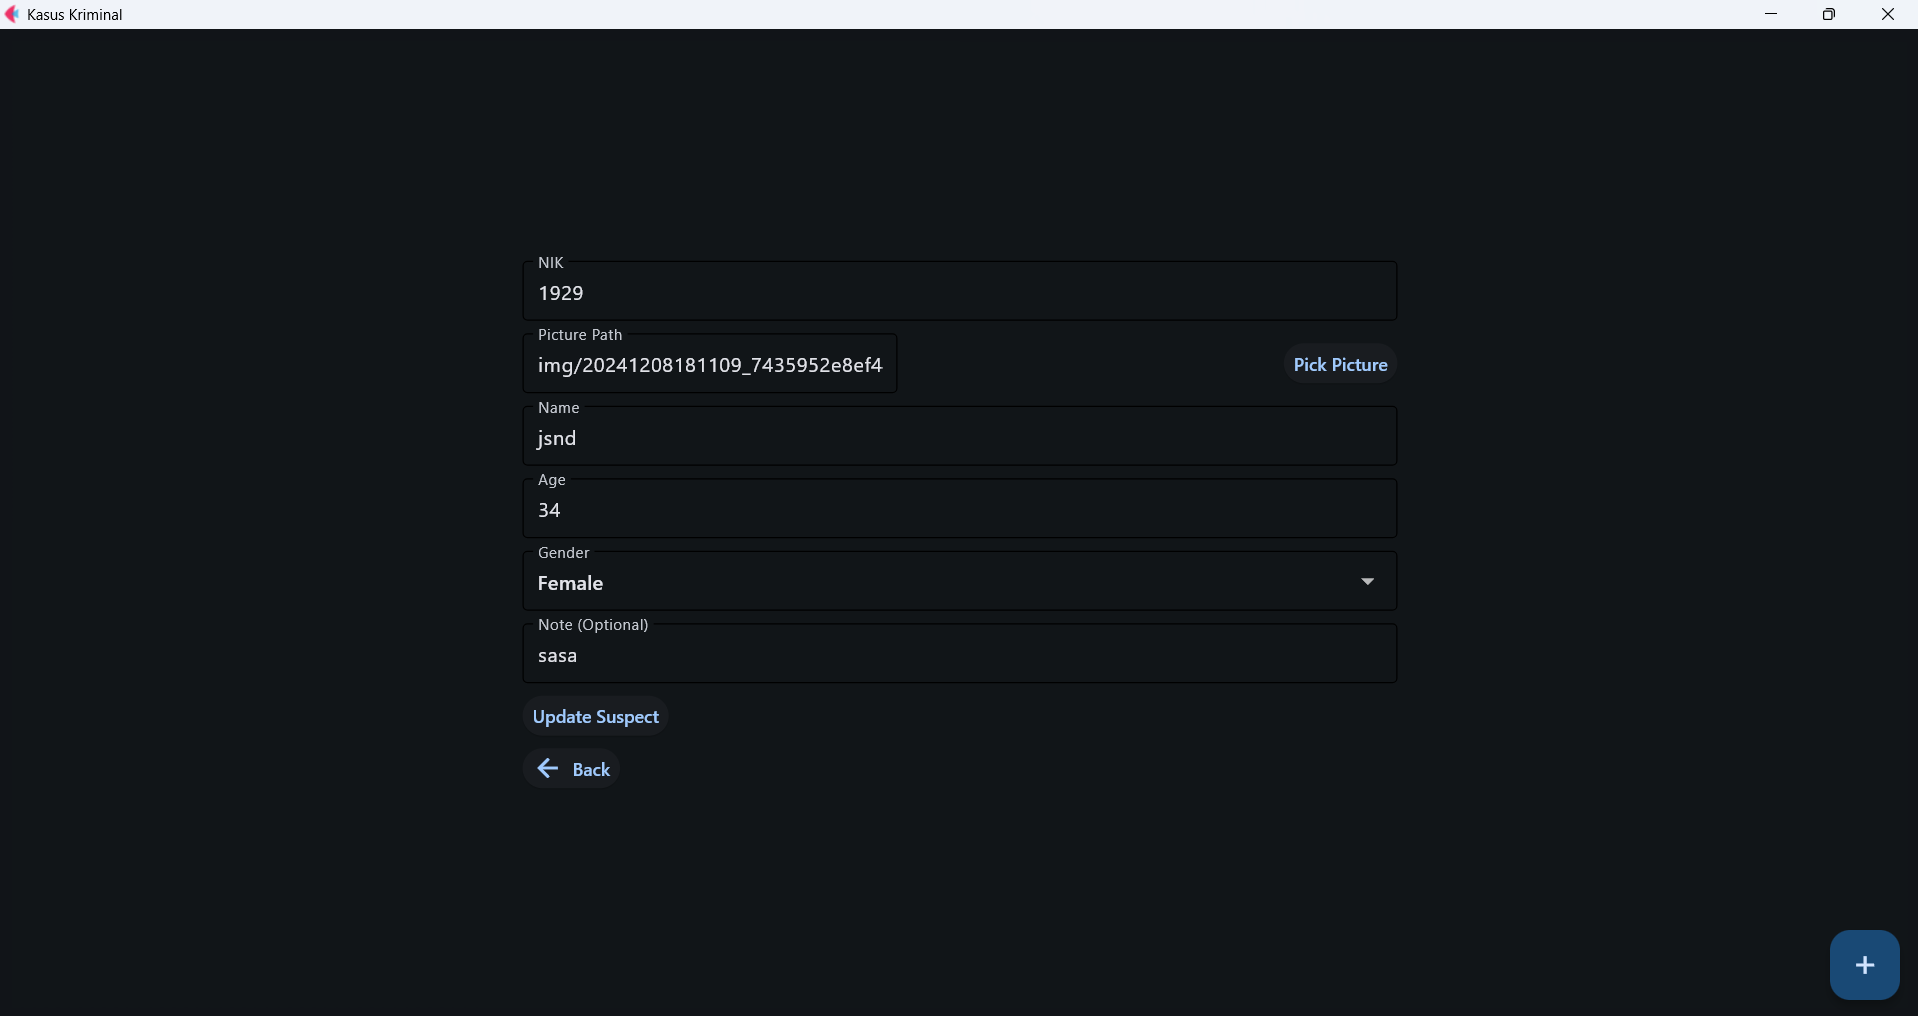 Kasus Kriminal
NIK
1929
Picture Path
img/20241208181109_7435952e8ef4
Pick Picture
Name
jsnd
Age
34
Gender
Female
Note (Optional)
sasa
Update Suspect
Back